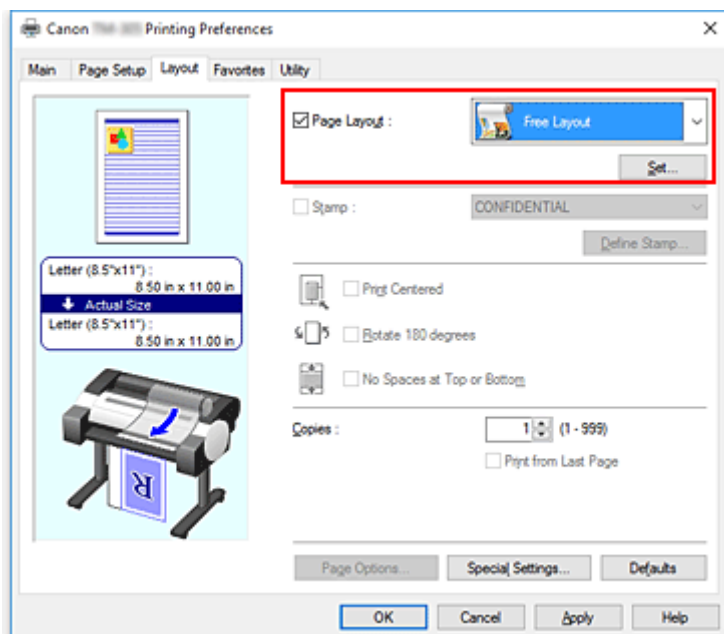 Canon Printing Preferences
Main Page Setup Layout Favorites Utility
Page Layout :
Free Layout
Set...
Stamp :
CONFIDENTIAL
Define Stamp...
Letter (8.5"x11") :
8.50 in x 11.00 in
Actual Size
Letter (8.5"x11") :
8.50 in x 11.00 in
Print Centered
Rotate 180 degrees
No Spaces at Top or Bottom
Copies :
1 (1 - 999)
Print from Last Page
R
Page Options... Special Settings... Defaults
OK Cancel Apply Help